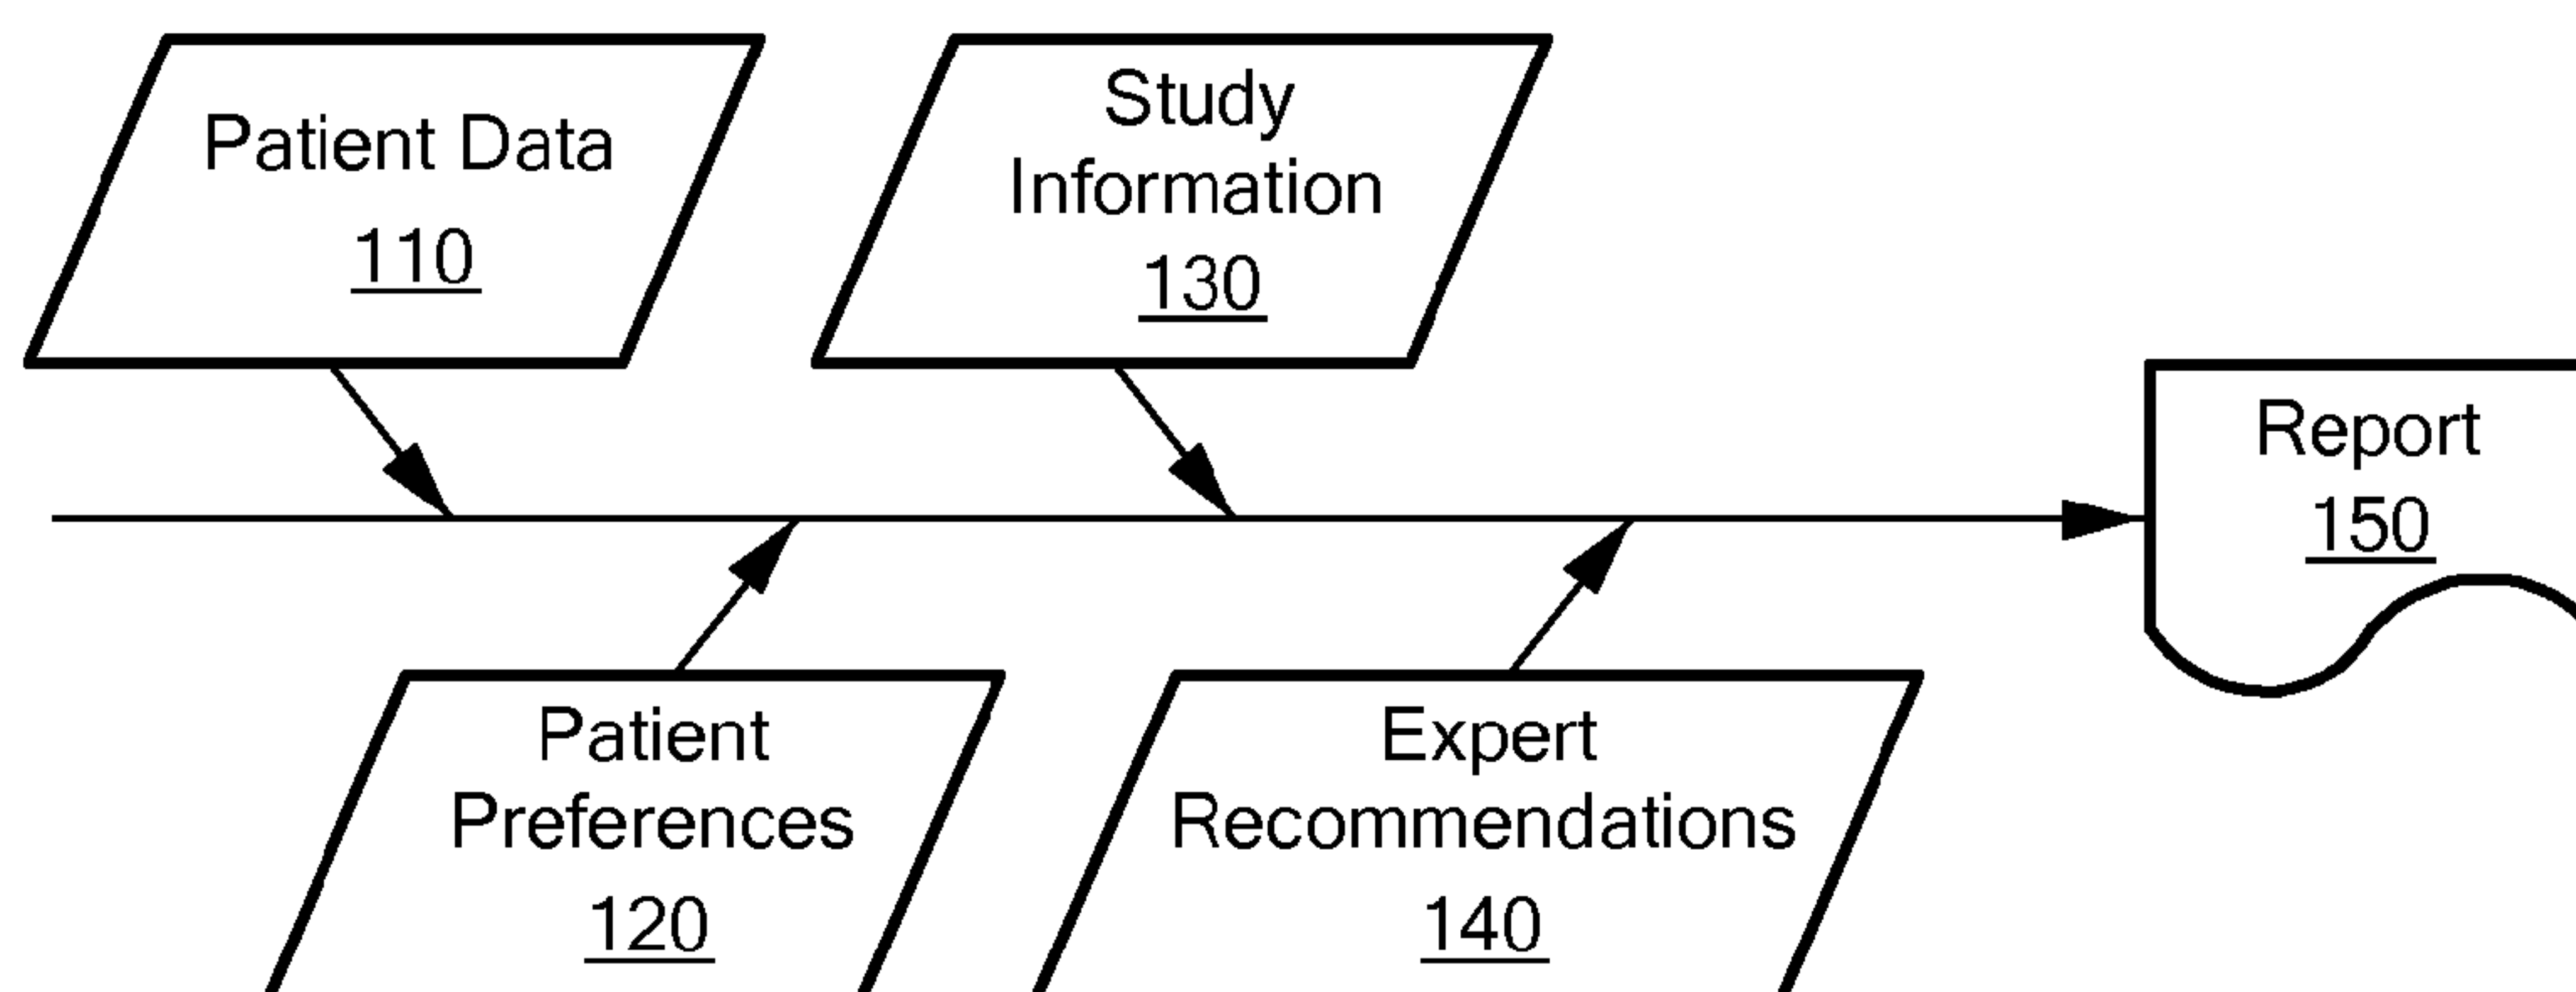 Patient Data
110
Study
Information
130
Report
150
Patient
Preferences
120
Expert
Recommendations
140